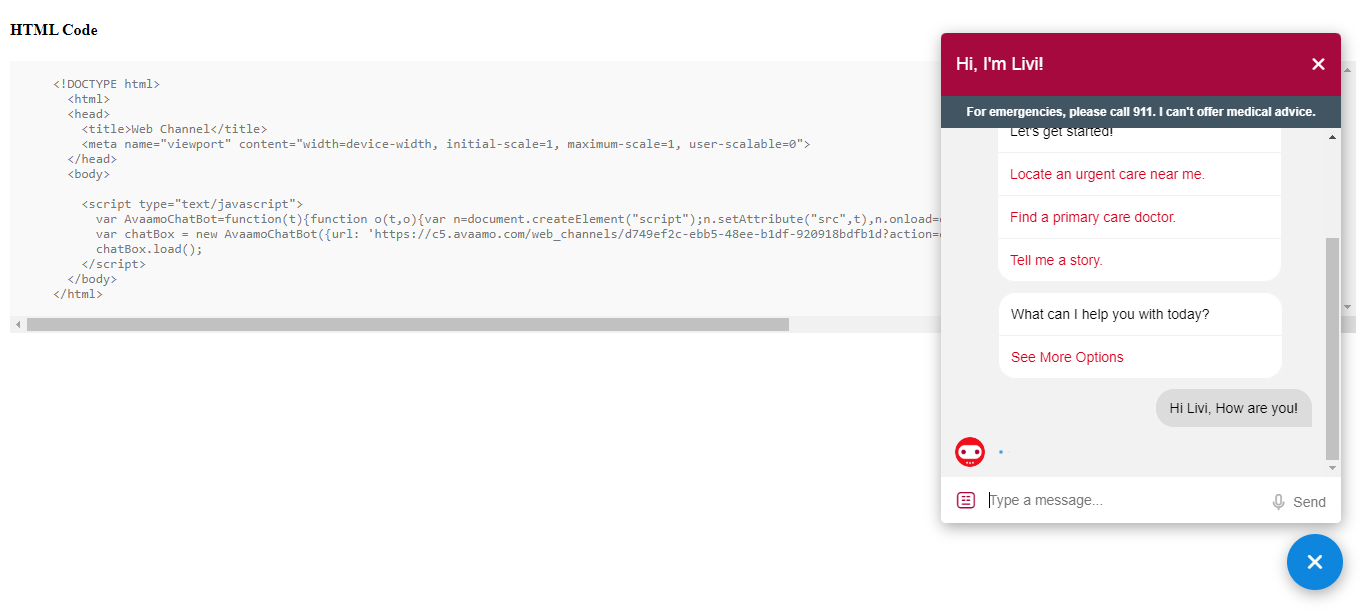 HTML Code
<!DOCTYPE html>
<html>
<head>
<title>Web Channel</title>
<meta name="viewport" content="width=device-width, initial-scale=1, maximum-scale=1, user-scalable=0">
</head>
<body>
<script type="text/javascript">
var AvaamoChatBot=function(t){function o(t,o){var n=document.createElement("script");n.setAttribute("src",t),n.onload=
var chatBox = new AvaamoChatBot({url: 'https://c5.avaamo.com/web_channels/d749ef2c-ebb5-48ee-b1df-920918bdfb1d?action=
chatBox.load();
</script>
</body>
</html>
Hi, I'm Livi!
For emergencies, please call 911. I can't offer medical advice.
Let's get started!
Locate an urgent care near me.
Find a primary care doctor.
Tell me a story.
What can I help you with today?
See More Options
Hi Livi, How are you!
Type a message...
Send